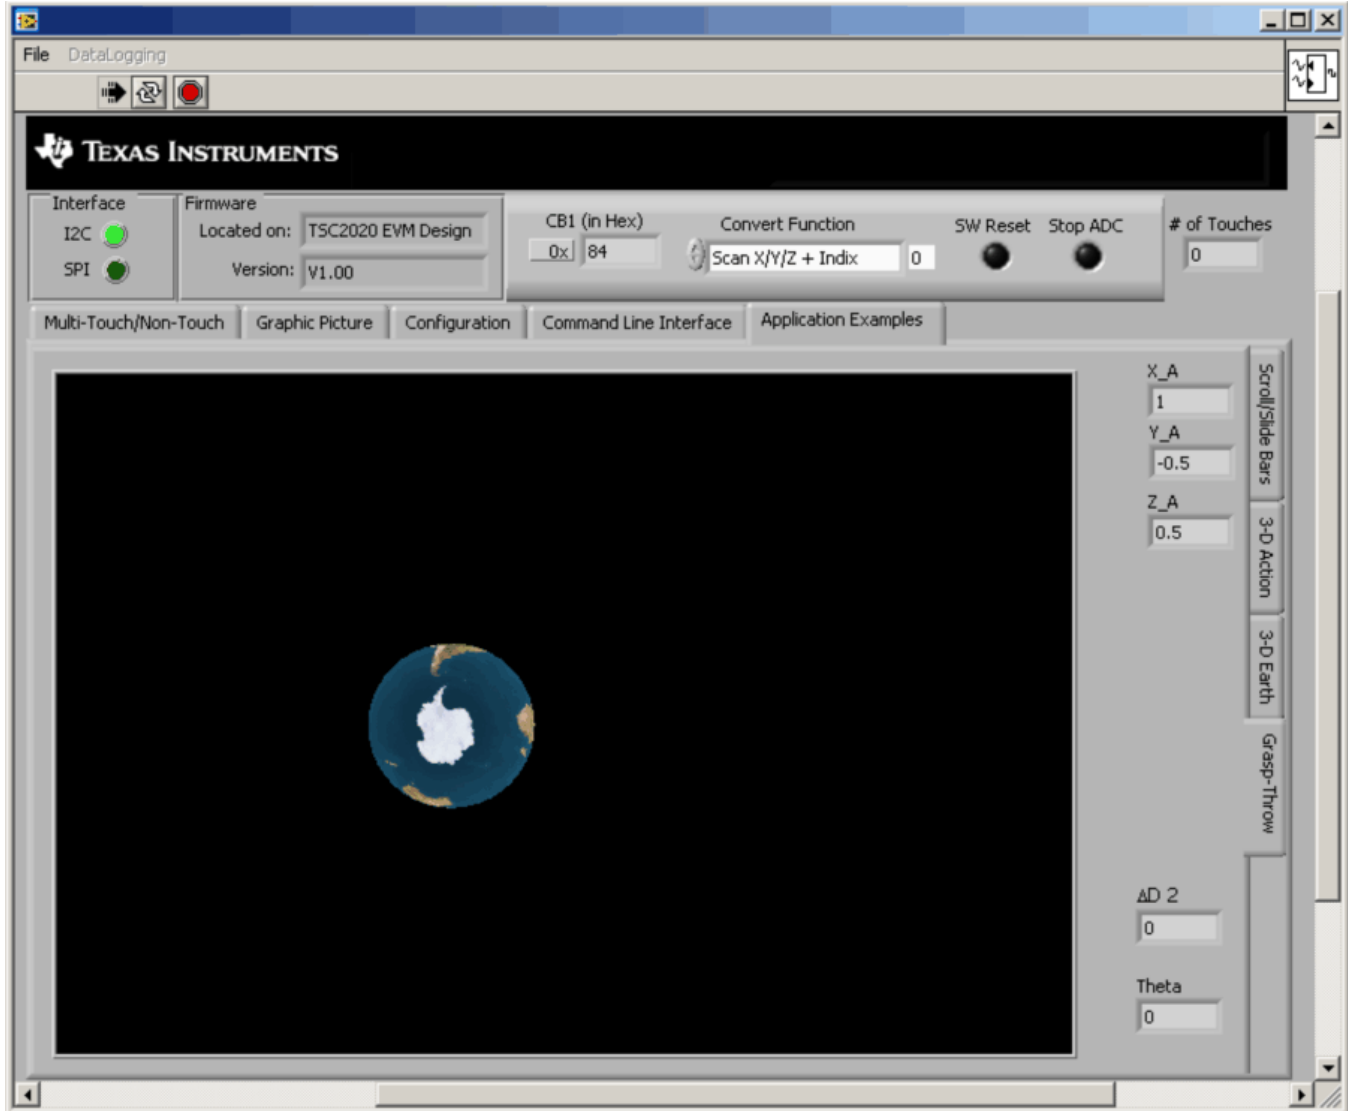 File DataLogging
TEXAS INSTRUMENTS
Interface
I2C
SPI
Firmware
Located on: TSC2020 EVM Design
Version: V1.00
CB1 (in Hex)
0x 84
Convert Function
Scan X/Y/Z + Indix 0
SW Reset
Stop ADC
# of Touches
0
Multi-Touch/Non-Touch Graphic Picture Configuration Command Line Interface Application Examples
X_A
1
Y_A
-0.5
Z_A
0.5
Scroll/Slide Bars
3-D Action
3-D Earth
Grasp-Throw
ΔD 2
0
Theta
0